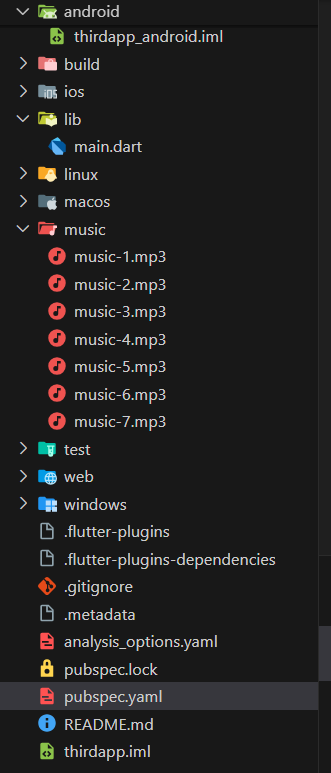 android
thirdapp_android.iml
build
ios
lib
main.dart
linux
macos
music
music-1.mp3
music-2.mp3
music-3.mp3
music-4.mp3
music-5.mp3
music-6.mp3
music-7.mp3
test
web
windows
.flutter-plugins
.flutter-plugins-dependencies
.gitignore
.metadata
analysis_options.yaml
pubspec.lock
pubspec.yaml
README.md
thirdapp.iml